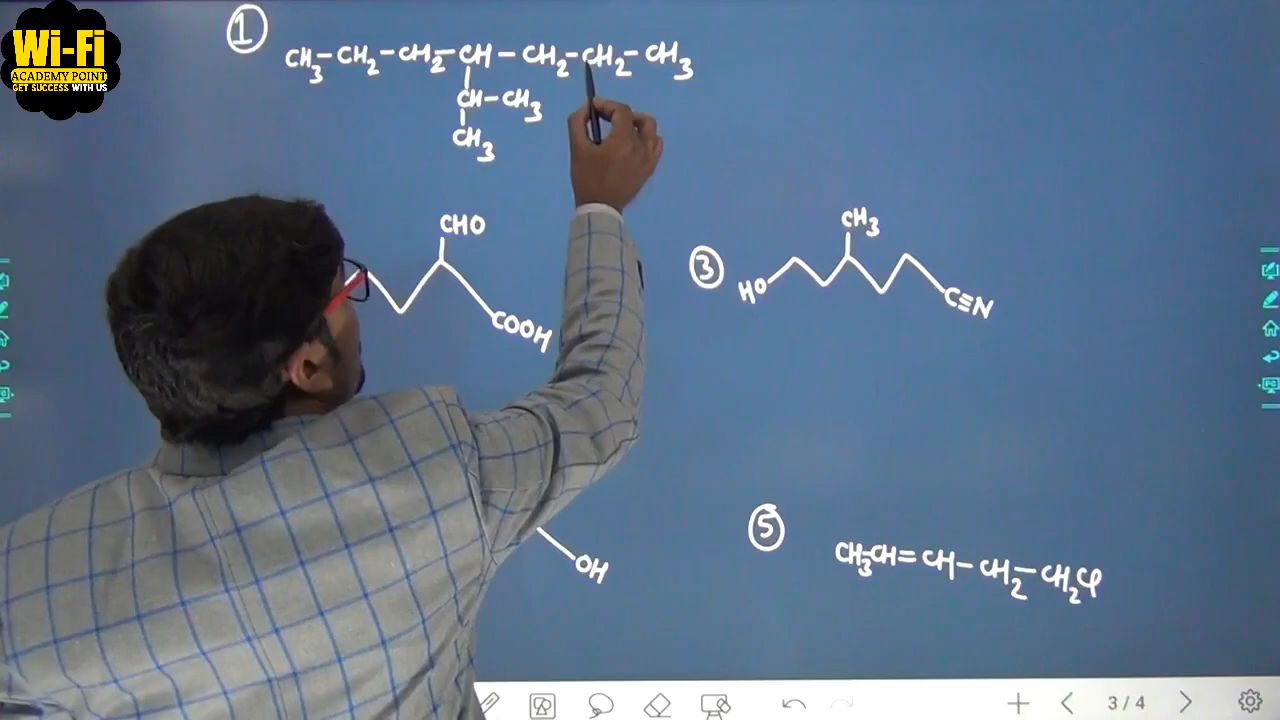 Wi-Fi
ACADEMY POINT
GET SUCCESS WITH US
①
CH₃-CH₂-CH₂-CH-CH₂-CH₂-CH₃
CH-CH₃
CH₃
CHO
COOH
③
CH₃
HO
C≡N
OH
⑤
CH₃CH=CH-CH₂-CH₂Cl
3 / 4